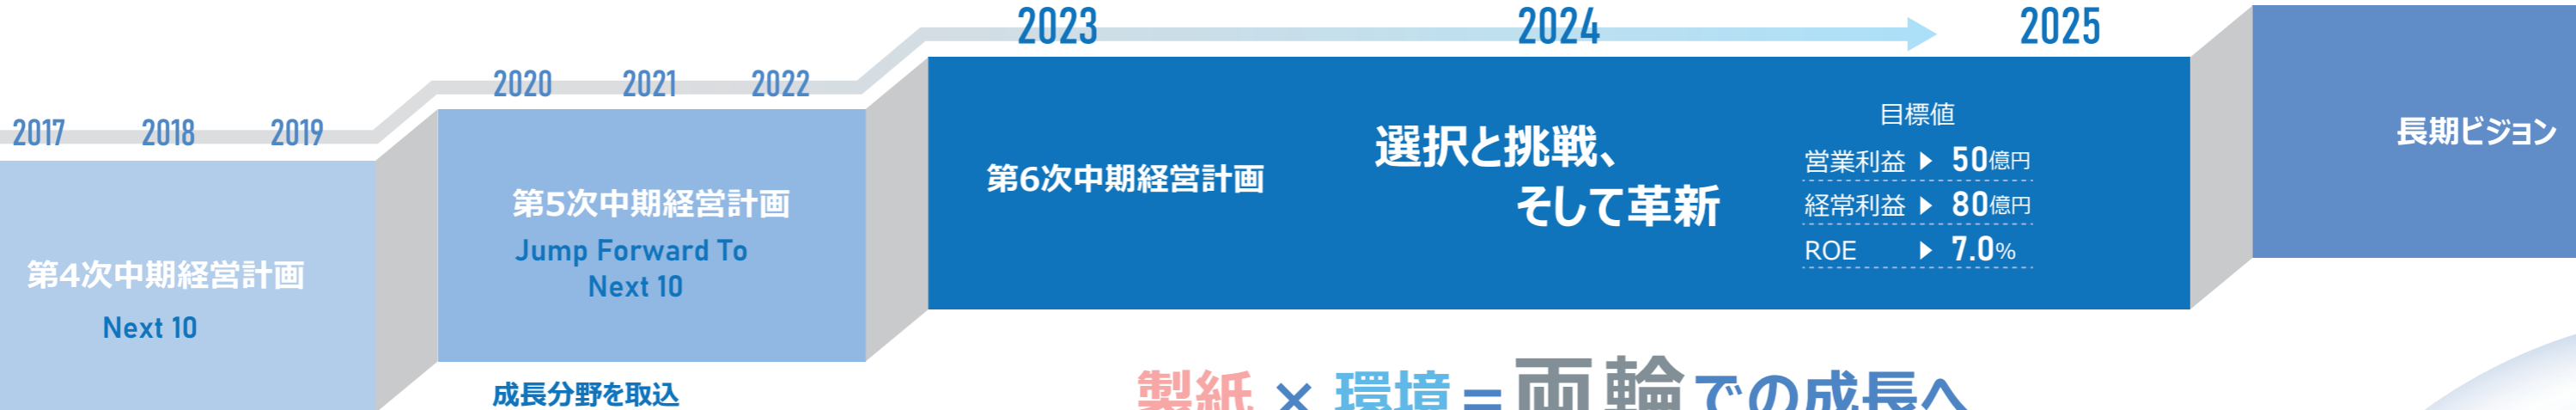 2017 2018 2019
第4次中期経営計画
Next 10
2020 2021 2022
第5次中期経営計画
Jump Forward To
Next 10
成長分野を取込
2023 2024 2025
第6次中期経営計画
選択と挑戦、
そして革新
目標値
営業利益 ▶ 50億円
経常利益 ▶ 80億円
ROE ▶ 7.0%
長期ビジョン
製紙 × 環境 = 両輪での成長へ